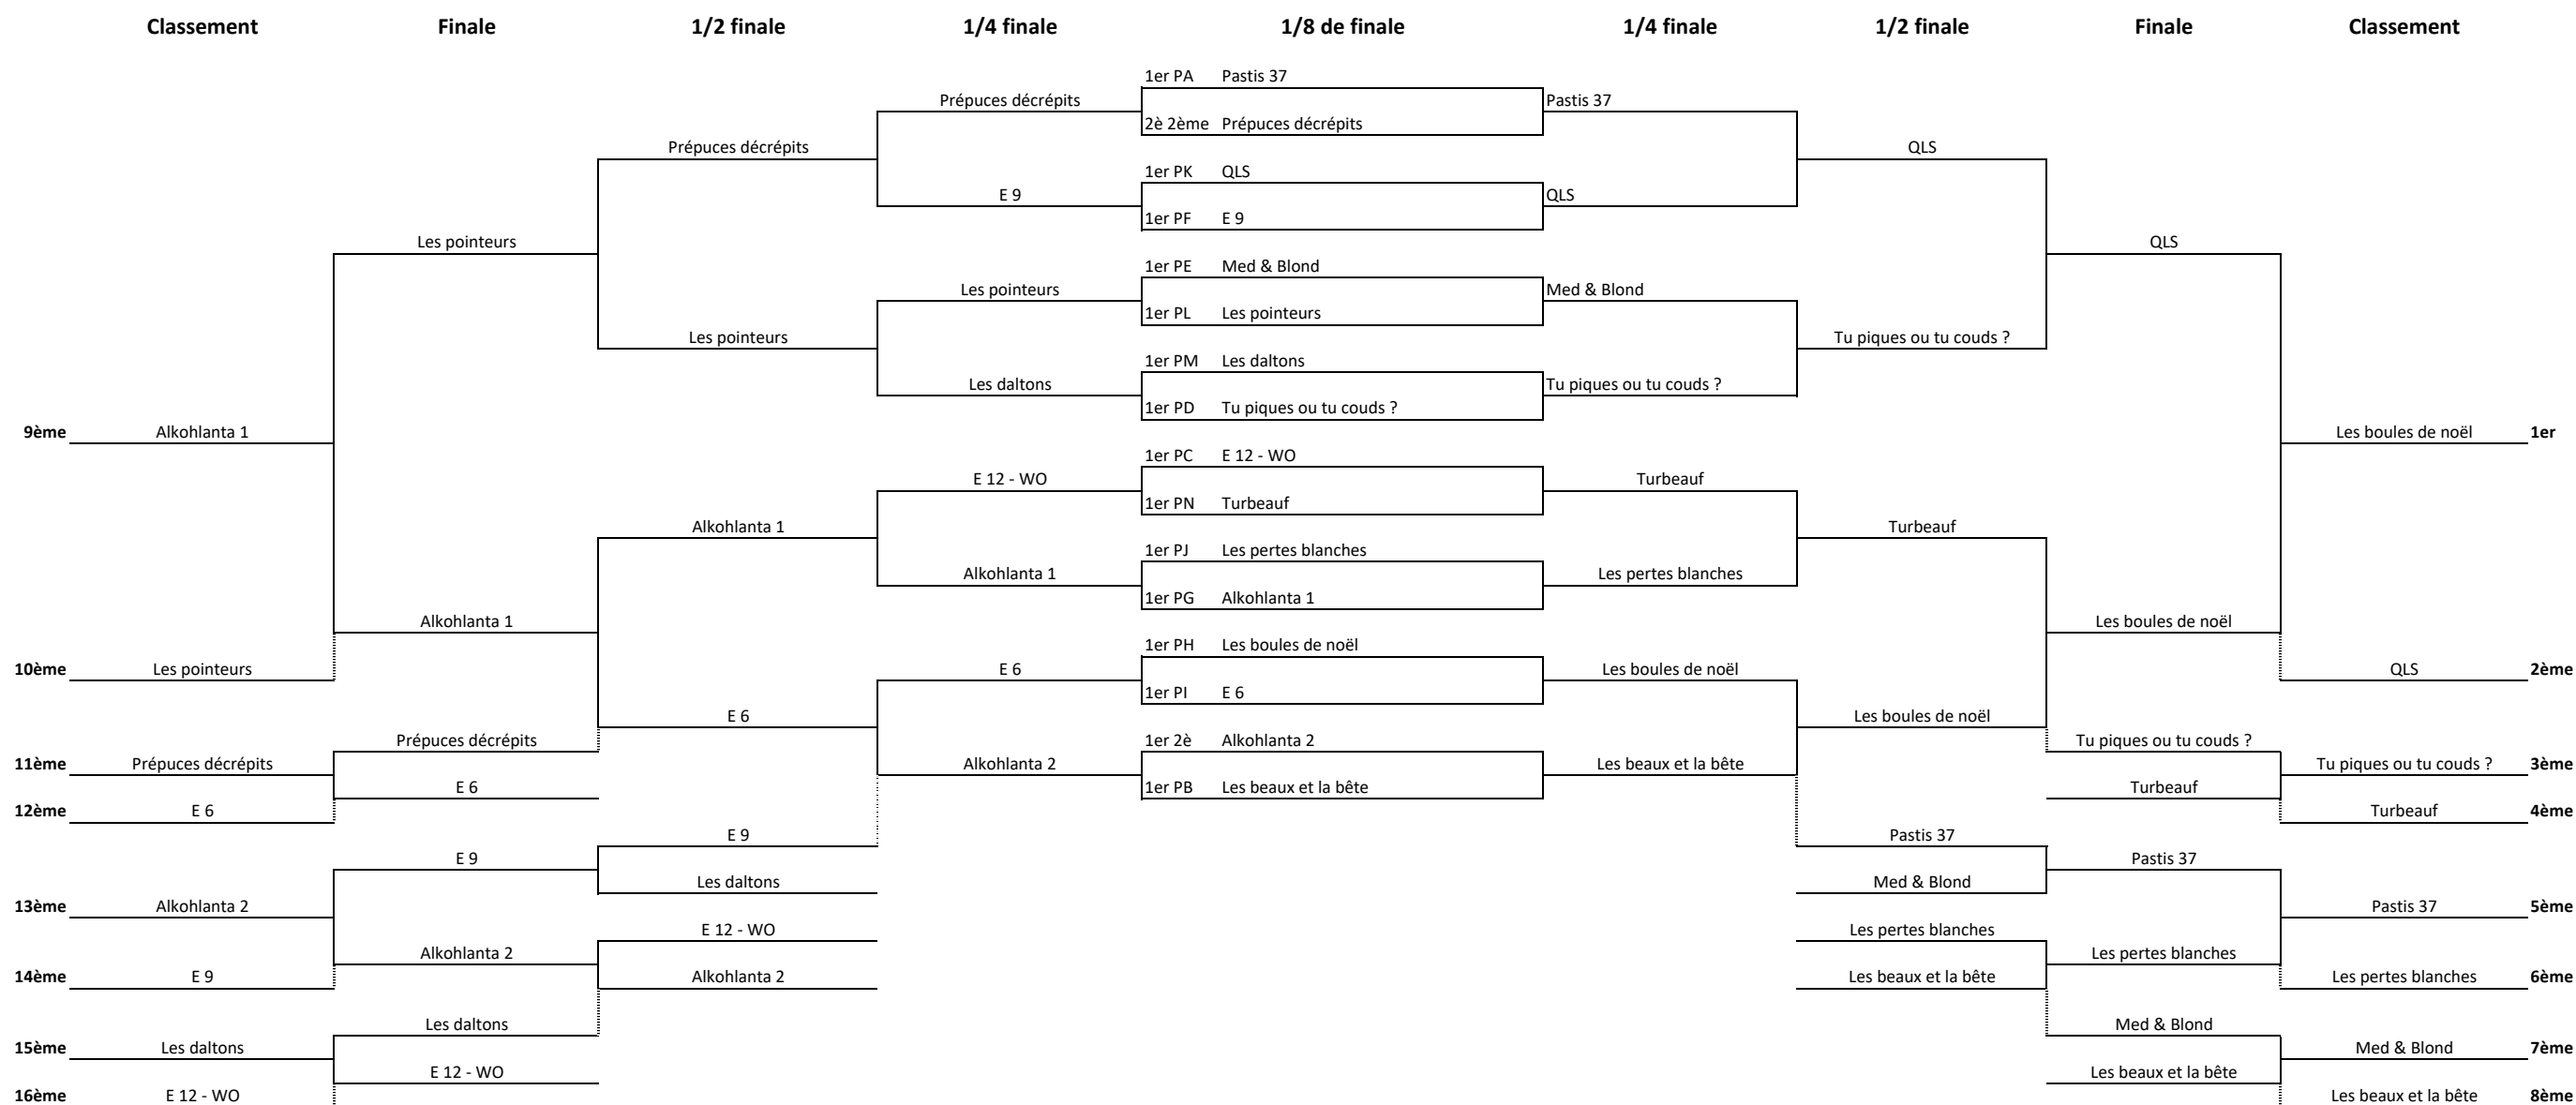 Classement Finale 1/2 finale 1/4 finale 1/8 de finale 1/4 finale 1/2 finale Finale Classement
1er PA Pastis 37
Prépuces décrépits Pastis 37
2è 2ème Prépuces décrépits
Prépuces décrépits QLS
1er PK QLS
E 9 QLS
1er PF E 9
Les pointeurs QLS
1er PE Med & Blond
Les pointeurs Med & Blond
1er PL Les pointeurs
Les pointeurs Tu piques ou tu couds ?
1er PM Les daltons
Les daltons Tu piques ou tu couds ?
1er PD Tu piques ou tu couds ?
9ème Alkohlanta 1 Les boules de noël 1er
1er PC E 12 - WO
E 12 - WO Turbeauf
1er PN Turbeauf
Alkohlanta 1 Turbeauf
1er PJ Les pertes blanches
Alkohlanta 1 Les pertes blanches
1er PG Alkohlanta 1
Alkohlanta 1 Les boules de noël
1er PH Les boules de noël
10ème Les pointeurs E 6 Les boules de noël QLS 2ème
1er PI E 6
E 6 Les boules de noël
Prépuces décrépits 1er 2è Alkohlanta 2 Tu piques ou tu couds ?
11ème Prépuces décrépits Alkohlanta 2 Les beaux et la bête Tu piques ou tu couds ? 3ème
E 6 1er PB Les beaux et la bête Turbeauf
12ème E 6 Turbeauf 4ème
E 9 Pastis 37
E 9 Pastis 37
Les daltons Med & Blond
13ème Alkohlanta 2 Pastis 37 5ème
E 12 - WO Les pertes blanches
Alkohlanta 2 Les pertes blanches
14ème E 9 Alkohlanta 2 Les beaux et la bête Les pertes blanches 6ème
Les daltons Med & Blond
15ème Les daltons Med & Blond 7ème
E 12 - WO Les beaux et la bête
16ème E 12 - WO Les beaux et la bête 8ème